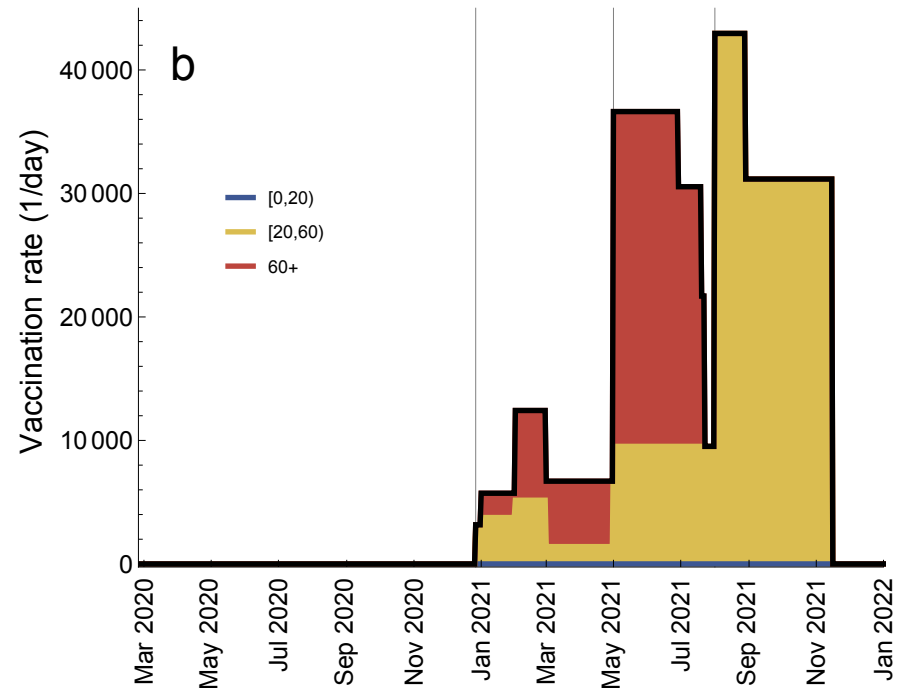 b
Vaccination rate (1/day)
40 000
30 000
20 000
10 000
0
[0,20)
[20,60)
60+
Mar 2020
May 2020
Jul 2020
Sep 2020
Nov 2020
Jan 2021
Mar 2021
May 2021
Jul 2021
Sep 2021
Nov 2021
Jan 2022